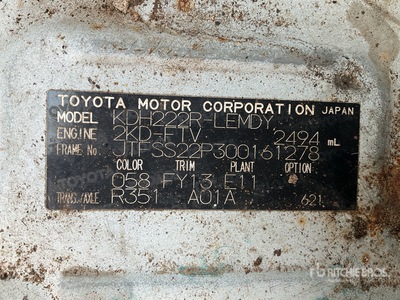 TOYOTA MOTOR CORPORATION JAPAN
MODEL KDH222R-LEMDY
ENGINE 2KD-FTV 2494 mL
FRAME No. JTFSS22P300161278
COLOR TRIM PLANT OPTION
058 FY13 E11
TRANS./AXLE R351 A01A 621
Ritchie Bros.